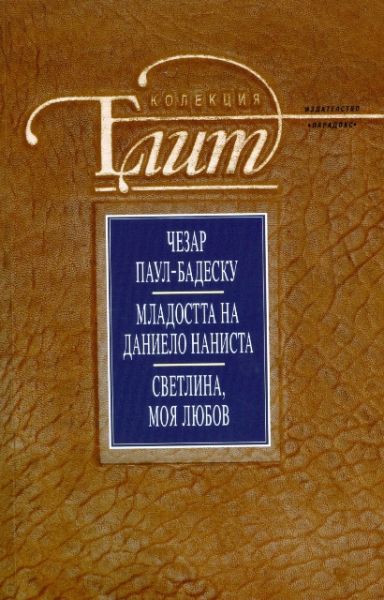 КОЛЕКЦИЯ
Елит
ИЗДАТЕЛСТВО
«ПАРАДОКС»
ЧЕЗАР
ПАУЛ-БАДЕСКУ
МЛАДОСТТА НА
ДАНИЕЛО НАНИСТА
СВЕТЛИНА,
МОЯ ЛЮБОВ